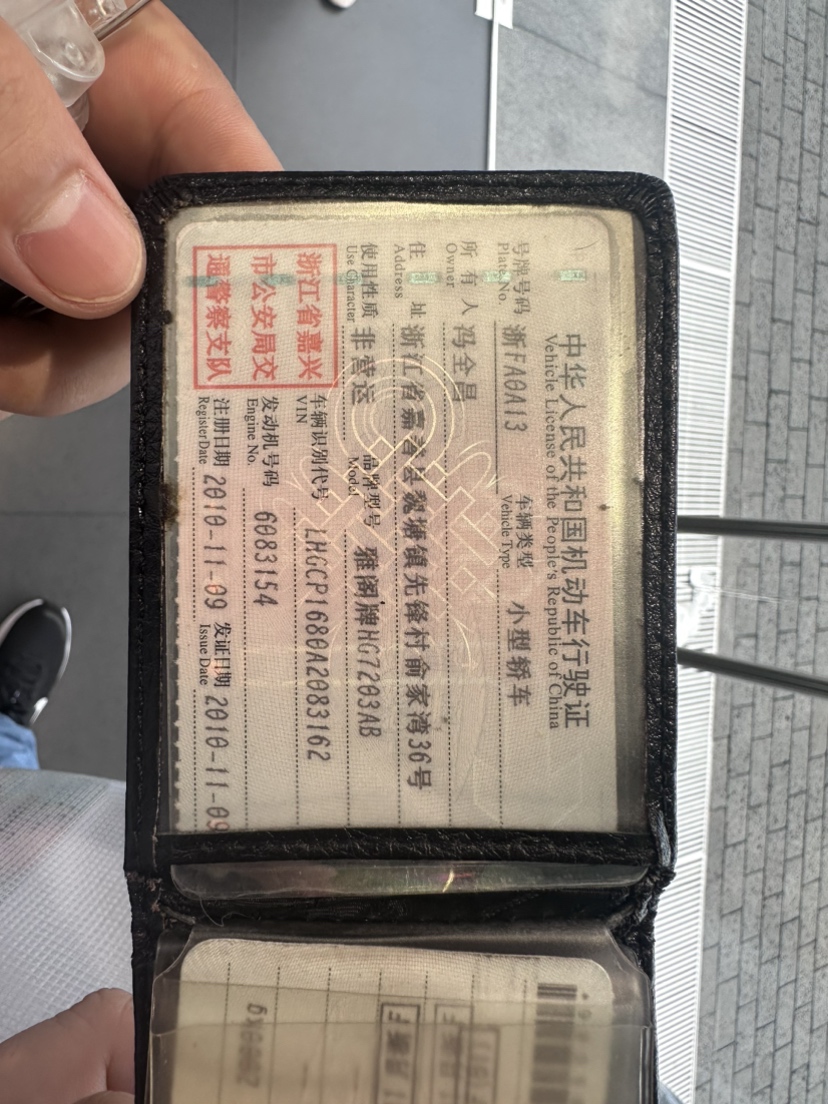 中华人民共和国机动车行驶证
Vehicle License of the People's Republic of China
号牌号码 浙FA0A13 车辆类型 小型轿车
Plate No. Vehicle Type
所有人 冯全昌
Owner
住址 浙江省嘉善县魏塘镇先锋村俞家湾36号
Address
使用性质 非营运 品牌型号 雅阁牌HG7203AB
Use Character Model
浙江省嘉兴
市公安局交
通警察支队
车辆识别代号 LHGCP1680A2083162
VIN
发动机号码 6083154
Engine No.
注册日期 2010-11-09 发证日期 2010-11-09
Register Date Issue Date